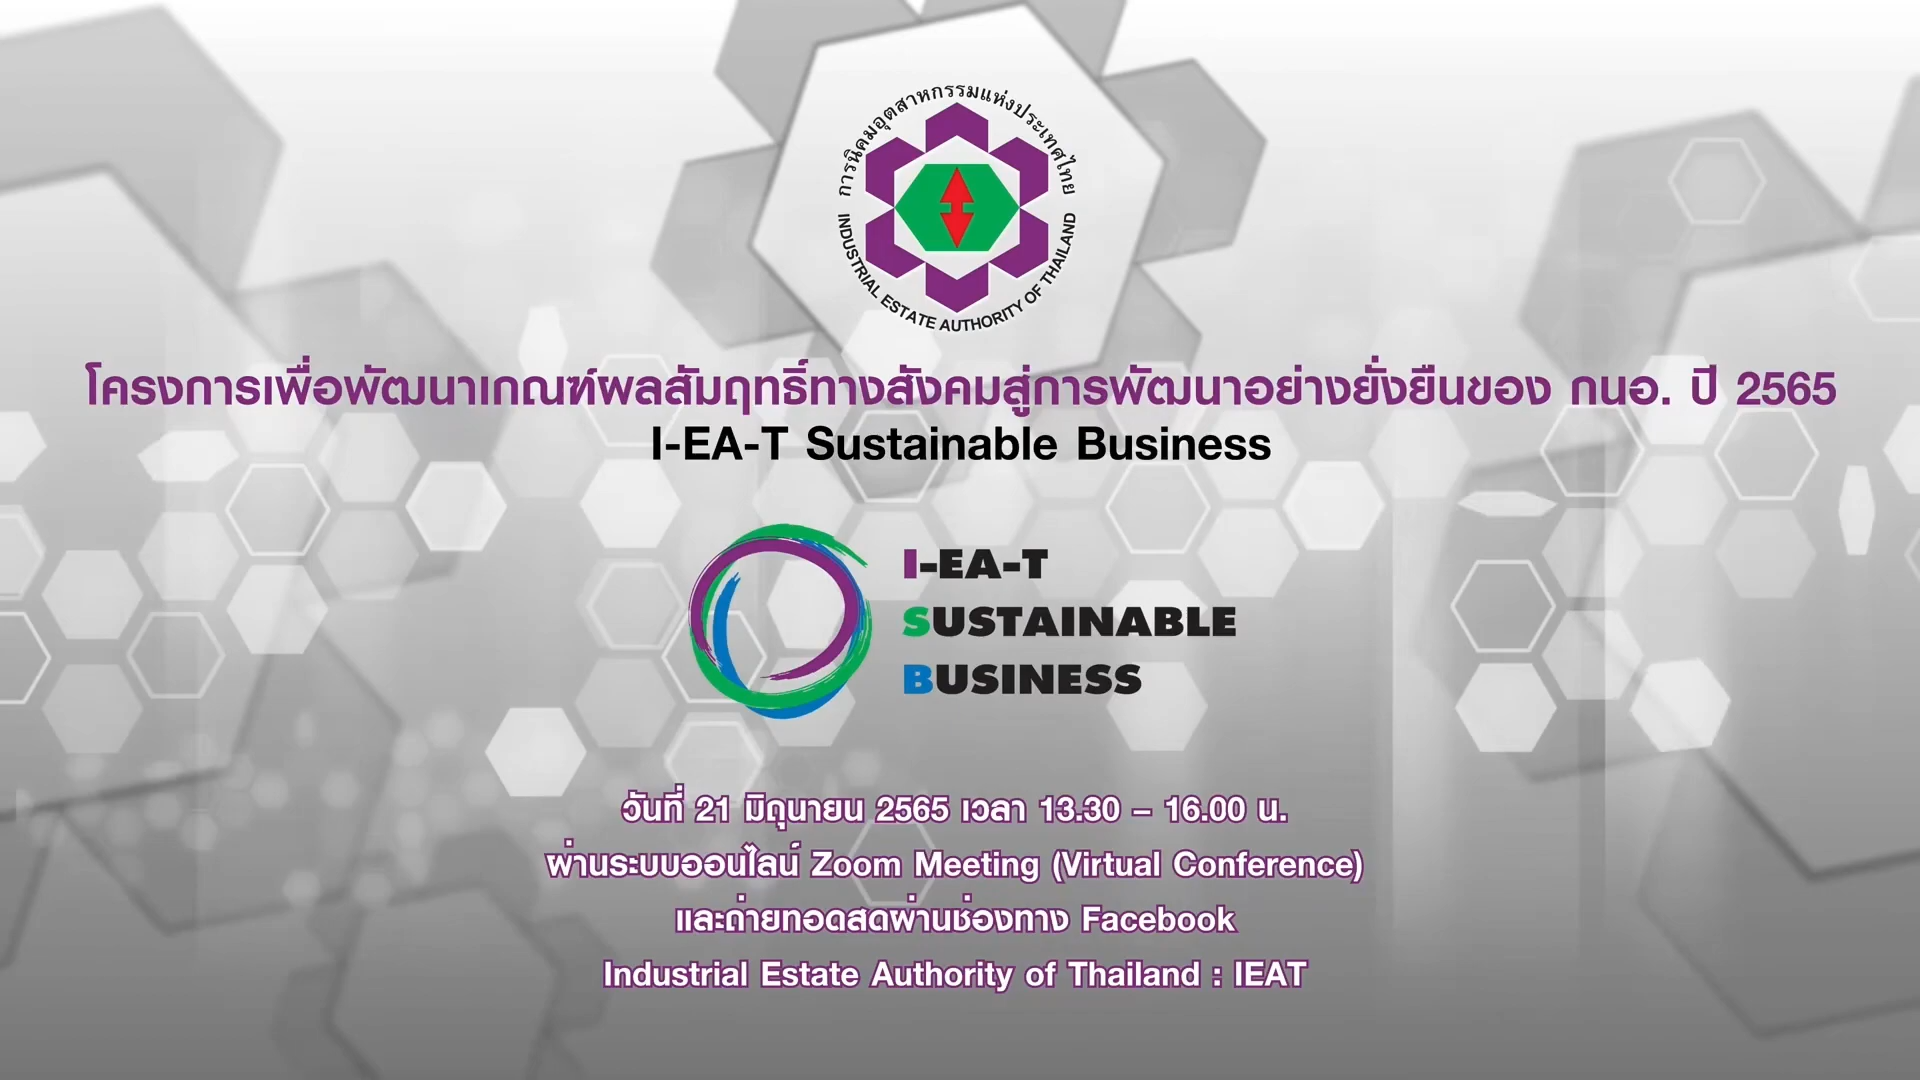 การนิคมอุตสาหกรรมแห่งประเทศไทย
INDUSTRIAL ESTATE AUTHORITY OF THAILAND
โครงการเพื่อพัฒนาเกณฑ์ผลสัมฤทธิ์ทางสังคมสู่การพัฒนาอย่างยั่งยืนของ กนอ. ปี 2565
I-EA-T Sustainable Business
I-EA-T
SUSTAINABLE
BUSINESS
วันที่ 21 มิถุนายน 2565 เวลา 13.30 – 16.00 น.
ผ่านระบบออนไลน์ Zoom Meeting (Virtual Conference)
และถ่ายทอดสดผ่านช่องทาง Facebook
Industrial Estate Authority of Thailand : IEAT